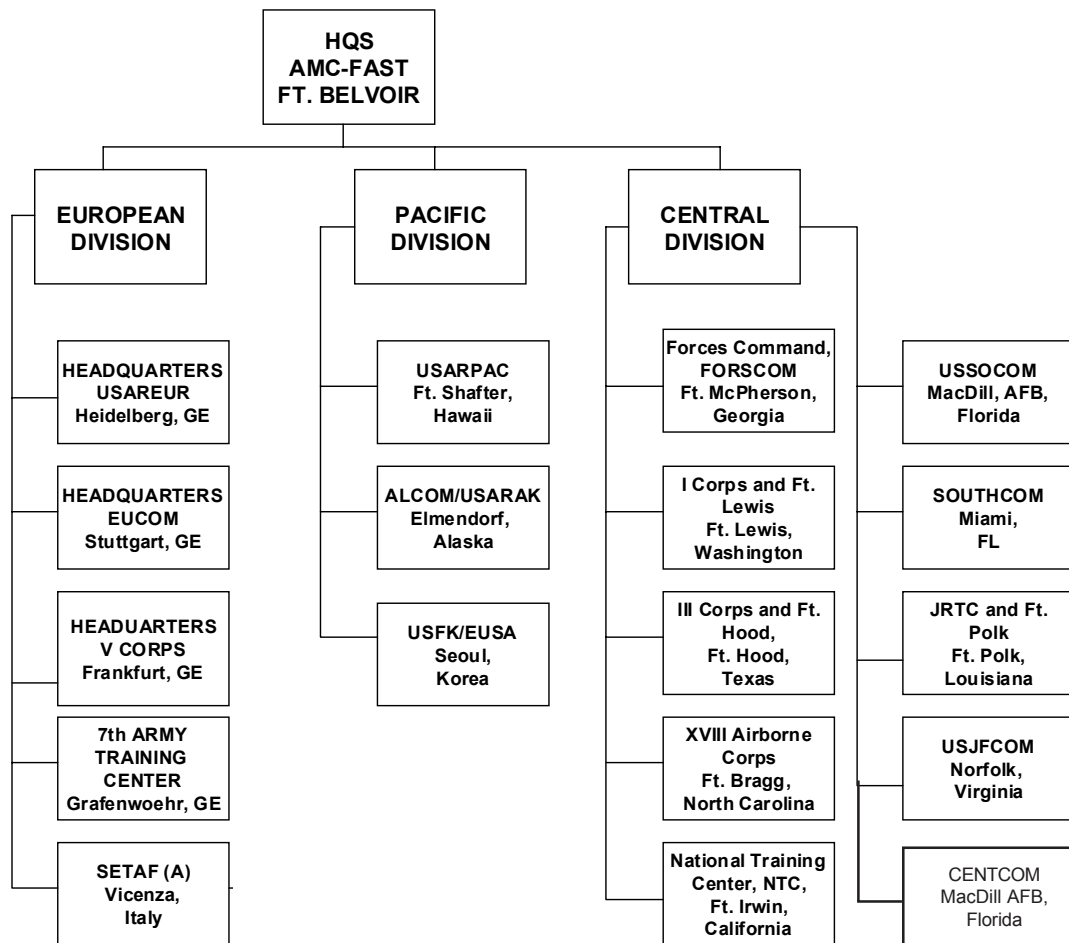 HQS
AMC-FAST
FT. BELVOIR
EUROPEAN
DIVISION
PACIFIC
DIVISION
CENTRAL
DIVISION
HEADQUARTERS
USAREUR
Heidelberg, GE
HEADQUARTERS
EUCOM
Stuttgart, GE
HEADUARTERS
V CORPS
Frankfurt, GE
7th ARMY
TRAINING
CENTER
Grafenwoehr, GE
SETAF (A)
Vicenza,
Italy
USARPAC
Ft. Shafter,
Hawaii
ALCOM/USARAK
Elmendorf,
Alaska
USFK/EUSA
Seoul,
Korea
Forces Command,
FORSCOM
Ft. McPherson,
Georgia
I Corps and Ft.
Lewis
Ft. Lewis,
Washington
III Corps and Ft.
Hood,
Ft. Hood,
Texas
XVIII Airborne
Corps
Ft. Bragg,
North Carolina
National Training
Center, NTC,
Ft. Irwin,
California
USSOCOM
MacDill, AFB,
Florida
SOUTHCOM
Miami,
FL
JRTC and Ft.
Polk
Ft. Polk,
Louisiana
USJFCOM
Norfolk,
Virginia
CENTCOM
MacDill AFB,
Florida